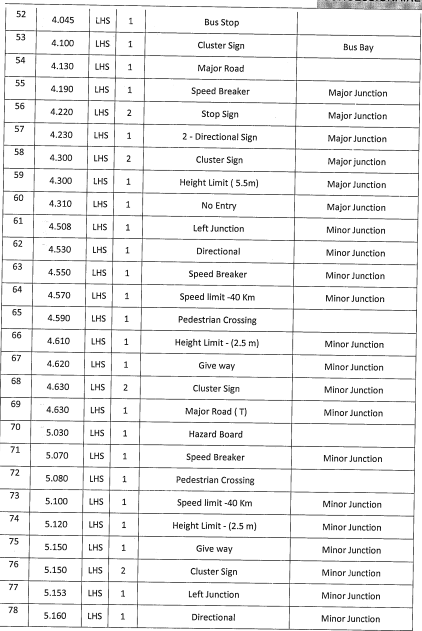 52 4.045 LHS 1 Bus Stop
53 4.100 LHS 1 Cluster Sign Bus Bay
54 4.130 LHS 1 Major Road
55 4.190 LHS 1 Speed Breaker Major Junction
56 4.220 LHS 2 Stop Sign Major Junction
57 4.230 LHS 1 2 - Directional Sign Major Junction
58 4.300 LHS 2 Cluster Sign Major junction
59 4.300 LHS 1 Height Limit ( 5.5m) Major Junction
60 4.310 LHS 1 No Entry Major Junction
61 4.508 LHS 1 Left Junction Minor Junction
62 4.530 LHS 1 Directional Minor Junction
63 4.550 LHS 1 Speed Breaker Minor Junction
64 4.570 LHS 1 Speed limit -40 Km Minor Junction
65 4.590 LHS 1 Pedestrian Crossing
66 4.610 LHS 1 Height Limit - (2.5 m) Minor Junction
67 4.620 LHS 1 Give way Minor Junction
68 4.630 LHS 2 Cluster Sign Minor Junction
69 4.630 LHS 1 Major Road ( T) Minor Junction
70 5.030 LHS 1 Hazard Board
71 5.070 LHS 1 Speed Breaker Minor Junction
72 5.080 LHS 1 Pedestrian Crossing
73 5.100 LHS 1 Speed limit -40 Km Minor Junction
74 5.120 LHS 1 Height Limit - (2.5 m) Minor Junction
75 5.150 LHS 1 Give way Minor Junction
76 5.150 LHS 2 Cluster Sign Minor Junction
77 5.153 LHS 1 Left Junction Minor Junction
78 5.160 LHS 1 Directional Minor Junction